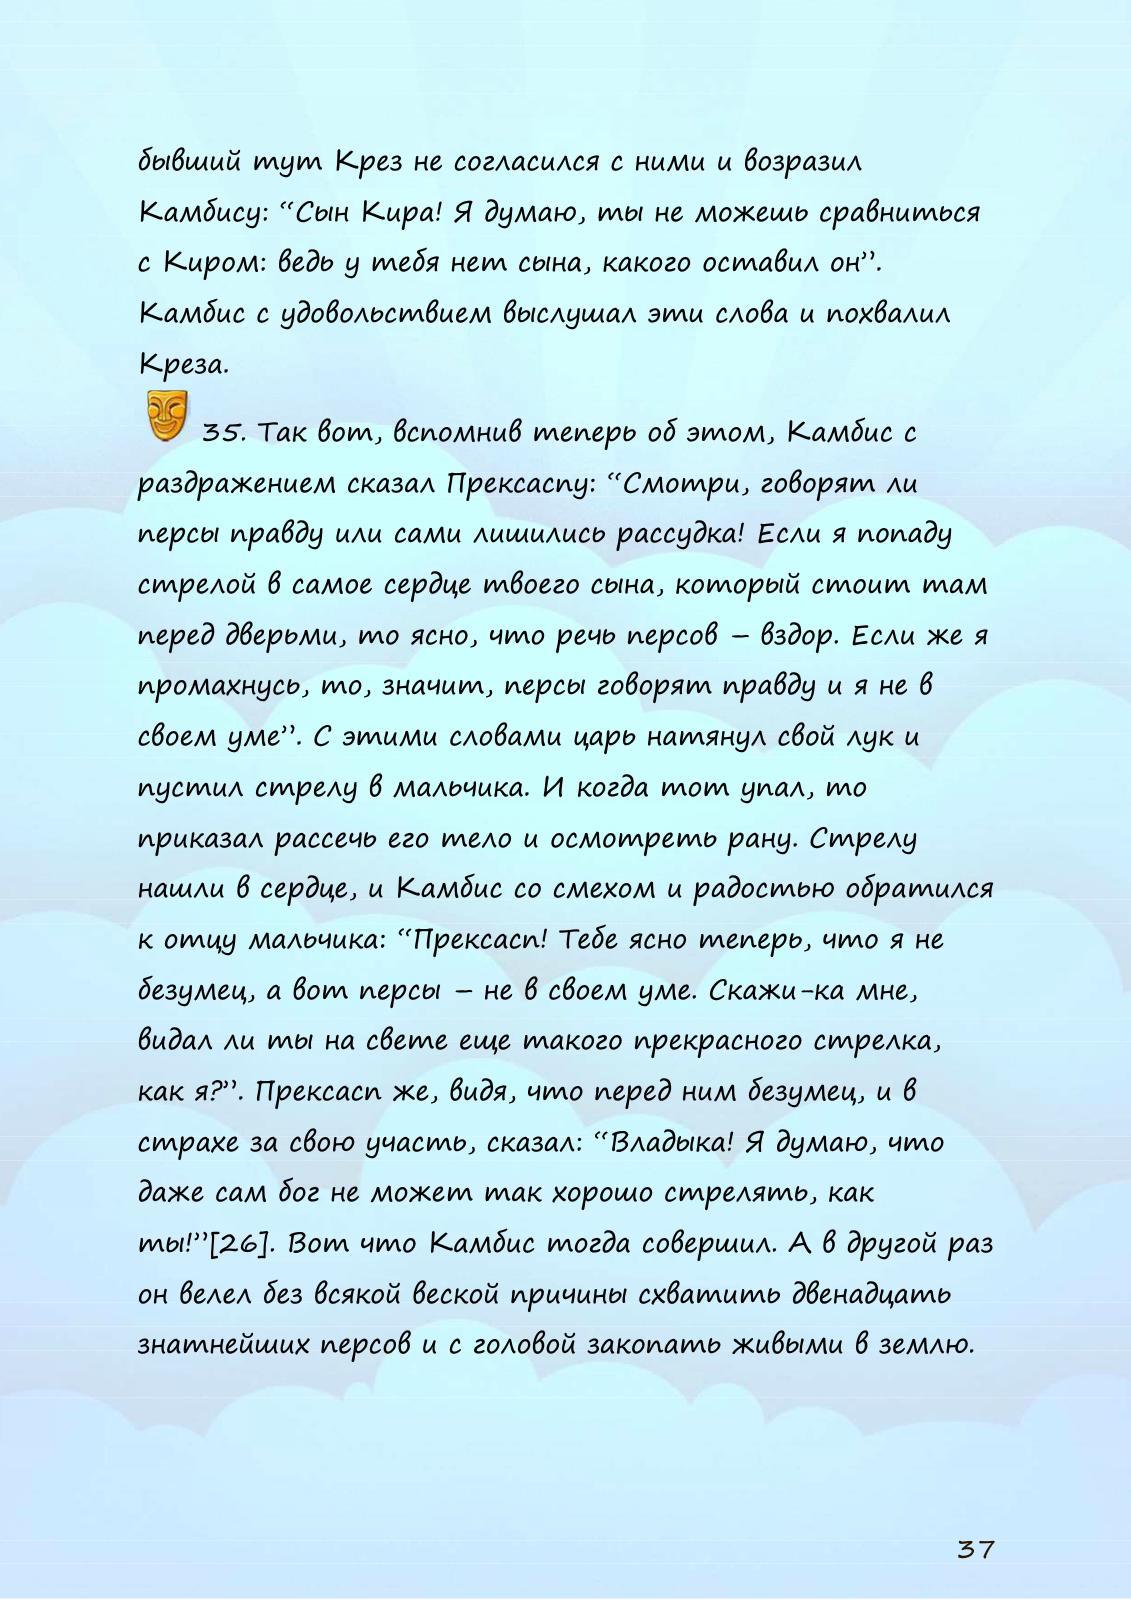 бывший тут Крез не согласился с ними и возразил
Камбису: “Сын Кира! Я думаю, ты не можешь сравниться
с Киром: ведь у тебя нет сына, какого оставил он”.
Камбис с удовольствием выслушал эти слова и похвалил
Креза.
35. Так вот, вспомнив теперь об этом, Камбис с
раздражением сказал Прексаспу: “Смотри, говорят ли
персы правду или сами лишились рассудка! Если я попаду
стрелой в самое сердце твоего сына, который стоит там
перед дверьми, то ясно, что речь персов – вздор. Если же я
промахнусь, то, значит, персы говорят правду и я не в
своем уме”. С этими словами царь натянул свой лук и
пустил стрелу в мальчика. И когда тот упал, то
приказал рассечь его тело и осмотреть рану. Стрелу
нашли в сердце, и Камбис со смехом и радостью обратился
к отцу мальчика: “Прексасп! Тебе ясно теперь, что я не
безумец, а вот персы – не в своем уме. Скажи-ка мне,
видал ли ты на свете еще такого прекрасного стрелка,
как я?”. Прексасп же, видя, что перед ним безумец, и в
страхе за свою участь, сказал: “Владыка! Я думаю, что
даже сам бог не может так хорошо стрелять, как
ты!”[26]. Вот что Камбис тогда совершил. А в другой раз
он велел без всякой веской причины схватить двенадцать
знатнейших персов и с головой закопать живыми в землю.
37